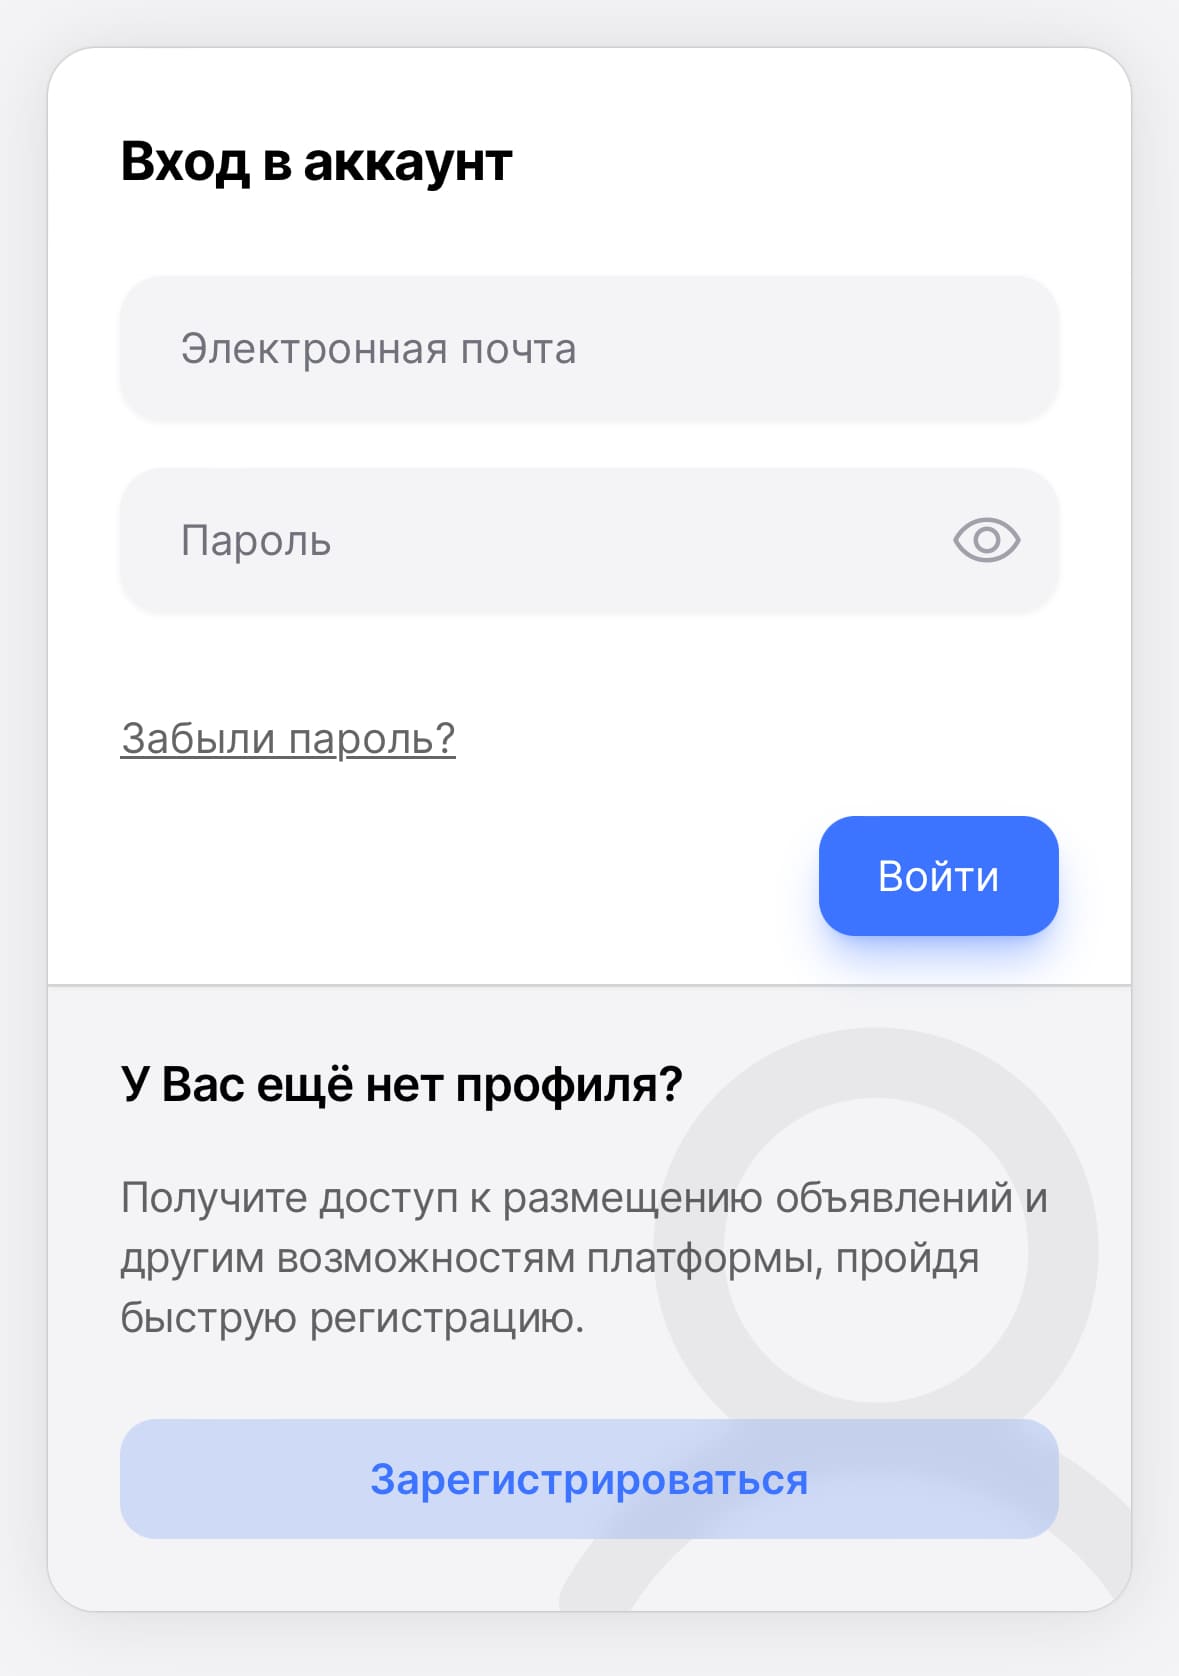 Вход в аккаунт
Электронная почта
Пароль
Забыли пароль?
Войти
У Вас ещё нет профиля?
Получите доступ к размещению объявлений и
другим возможностям платформы, пройдя
быструю регистрацию.
Зарегистрироваться